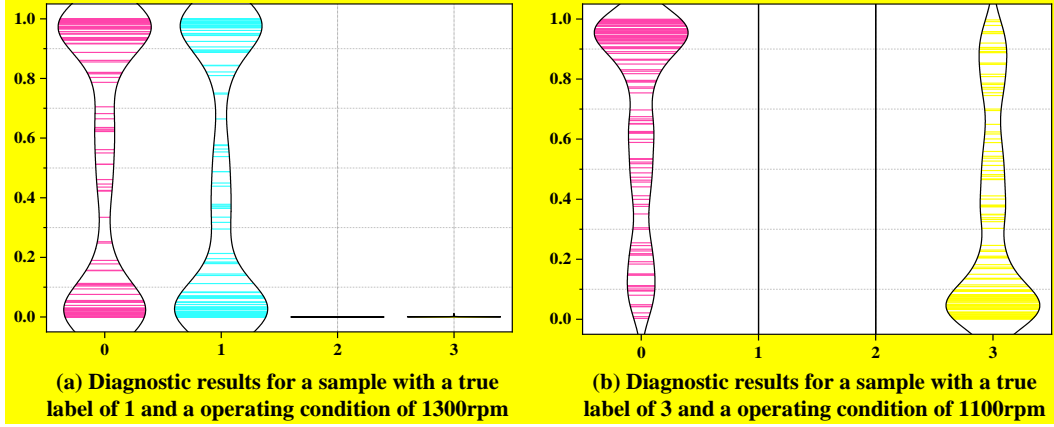 1.0
0.8
0.6
0.4
0.2
0.0
0 1 2 3
(a) Diagnostic results for a sample with a true
label of 1 and a operating condition of 1300rpm
1.0
0.8
0.6
0.4
0.2
0.0
0 1 2 3
(b) Diagnostic results for a sample with a true
label of 3 and a operating condition of 1100rpm